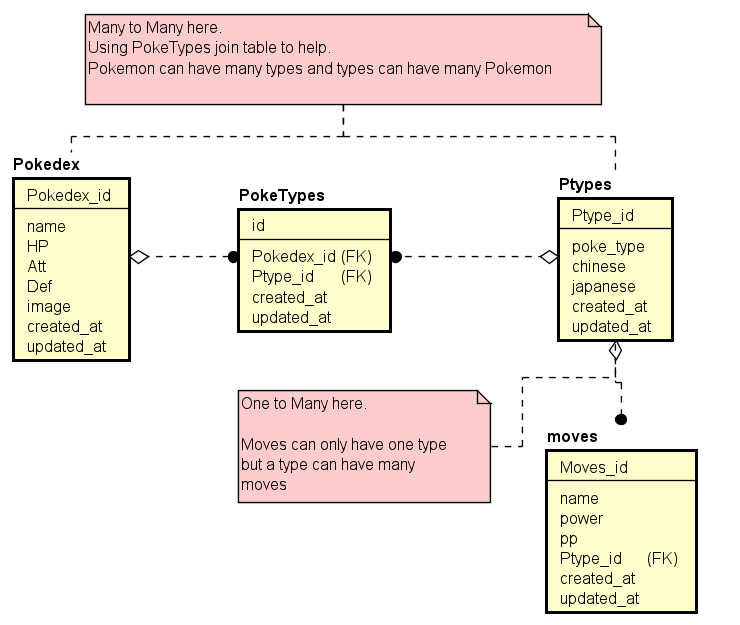 Many to Many here.
Using PokeTypes join table to help.
Pokemon can have many types and types can have many Pokemon
Pokedex
Pokedex_id
name
HP
Att
Def
image
created_at
updated_at
PokeTypes
id
Pokedex_id (FK)
Ptype_id (FK)
created_at
updated_at
Ptypes
Ptype_id
poke_type
chinese
japanese
created_at
updated_at
One to Many here.
Moves can only have one type
but a type can have many
moves
moves
Moves_id
name
power
pp
Ptype_id (FK)
created_at
updated_at